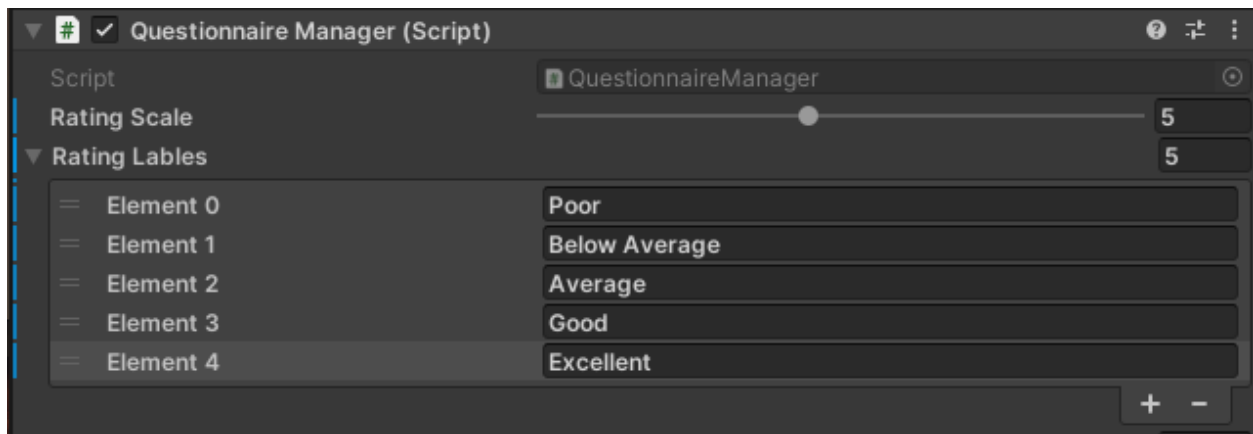 # Questionnaire Manager (Script)
Script # QuestionnaireManager
Rating Scale 5
Rating Lables 5
Element 0 Poor
Element 1 Below Average
Element 2 Average
Element 3 Good
Element 4 Excellent
+ -